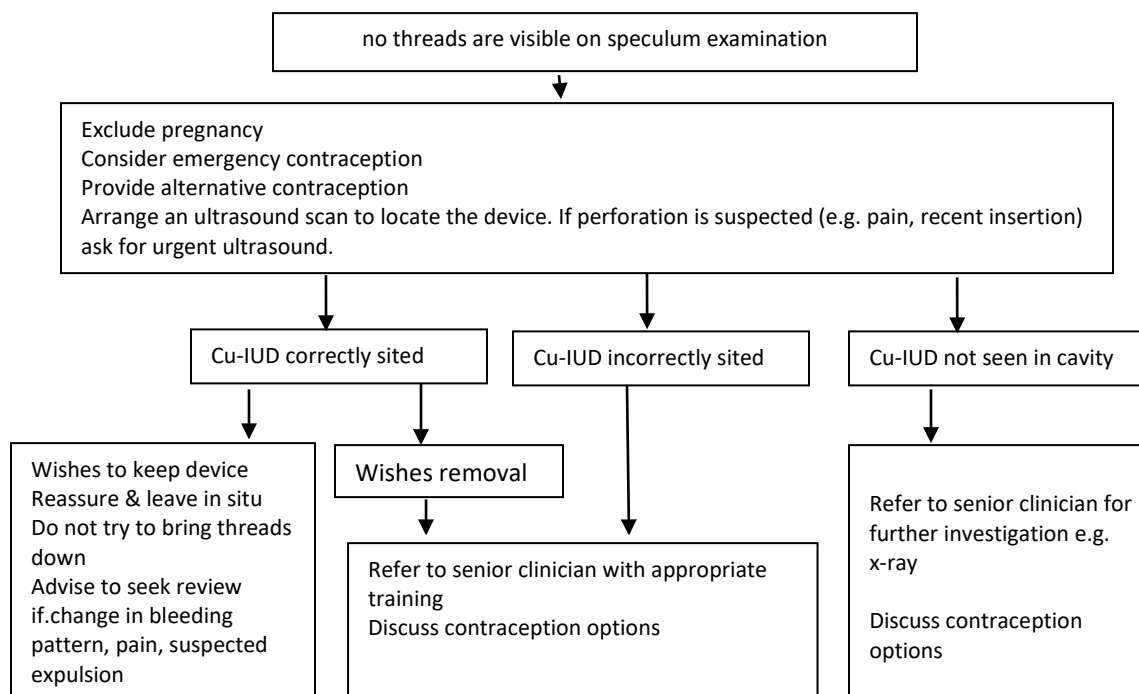 no threads are visible on speculum examination
Exclude pregnancy
Consider emergency contraception
Provide alternative contraception
Arrange an ultrasound scan to locate the device. If perforation is suspected (e.g. pain, recent insertion)
ask for urgent ultrasound.
Cu-IUD correctly sited
Cu-IUD incorrectly sited
Cu-IUD not seen in cavity
Wishes to keep device
Reassure & leave in situ
Do not try to bring threads
down
Advise to seek review
if.change in bleeding
pattern, pain, suspected
expulsion
Wishes removal
Refer to senior clinician with appropriate
training
Discuss contraception options
Refer to senior clinician for
further investigation e.g.
x-ray
Discuss contraception
options